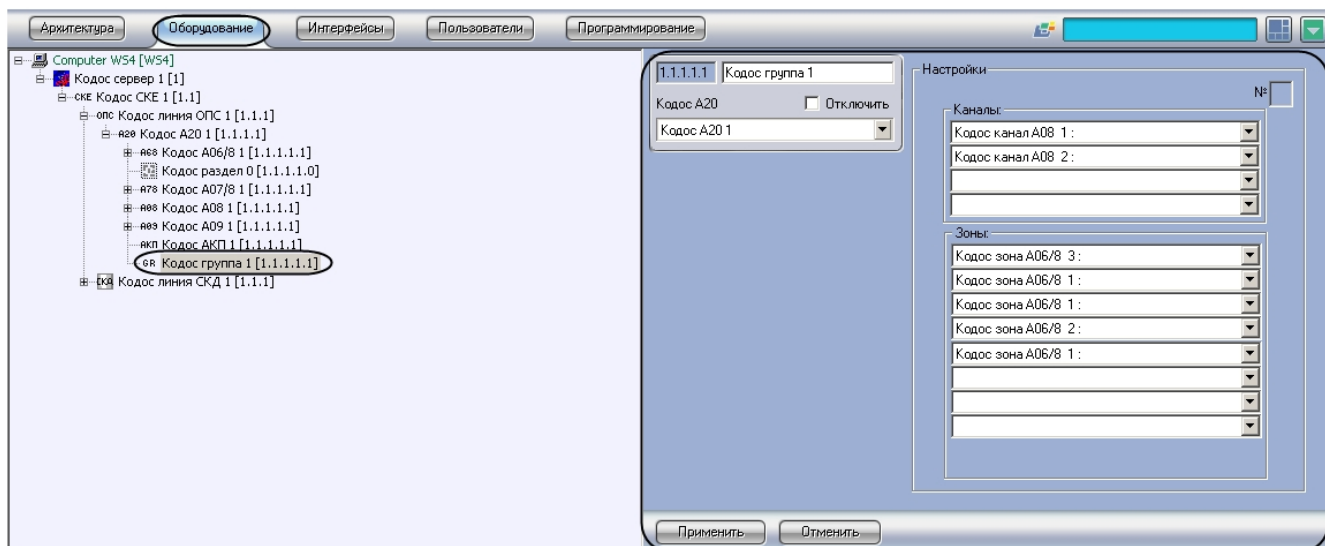 Архитектура Оборудование Интерфейсы Пользователи Программирование
Computer WS4 [WS4]
Кодос сервер 1 [1]
СКЕ Кодос СКЕ 1 [1.1]
ОПС Кодос линия ОПС 1 [1.1.1]
А20 Кодос А20 1 [1.1.1.1]
А68 Кодос А06/8 1 [1.1.1.1.1]
Кодос раздел 0 [1.1.1.1.0]
А78 Кодос А07/8 1 [1.1.1.1.1]
А08 Кодос А08 1 [1.1.1.1.1]
А09 Кодос А09 1 [1.1.1.1.1]
АКП Кодос АКП 1 [1.1.1.1.1]
GR Кодос группа 1 [1.1.1.1.1]
СКД Кодос линия СКД 1 [1.1.1]
1.1.1.1.1 Кодос группа 1
Кодос А20 Отключить
Кодос А20 1
Настройки
№
Каналы:
Кодос канал А08 1 :
Кодос канал А08 2 :
Зоны:
Кодос зона А06/8 3 :
Кодос зона А06/8 1 :
Кодос зона А06/8 1 :
Кодос зона А06/8 2 :
Кодос зона А06/8 1 :
Применить Отменить